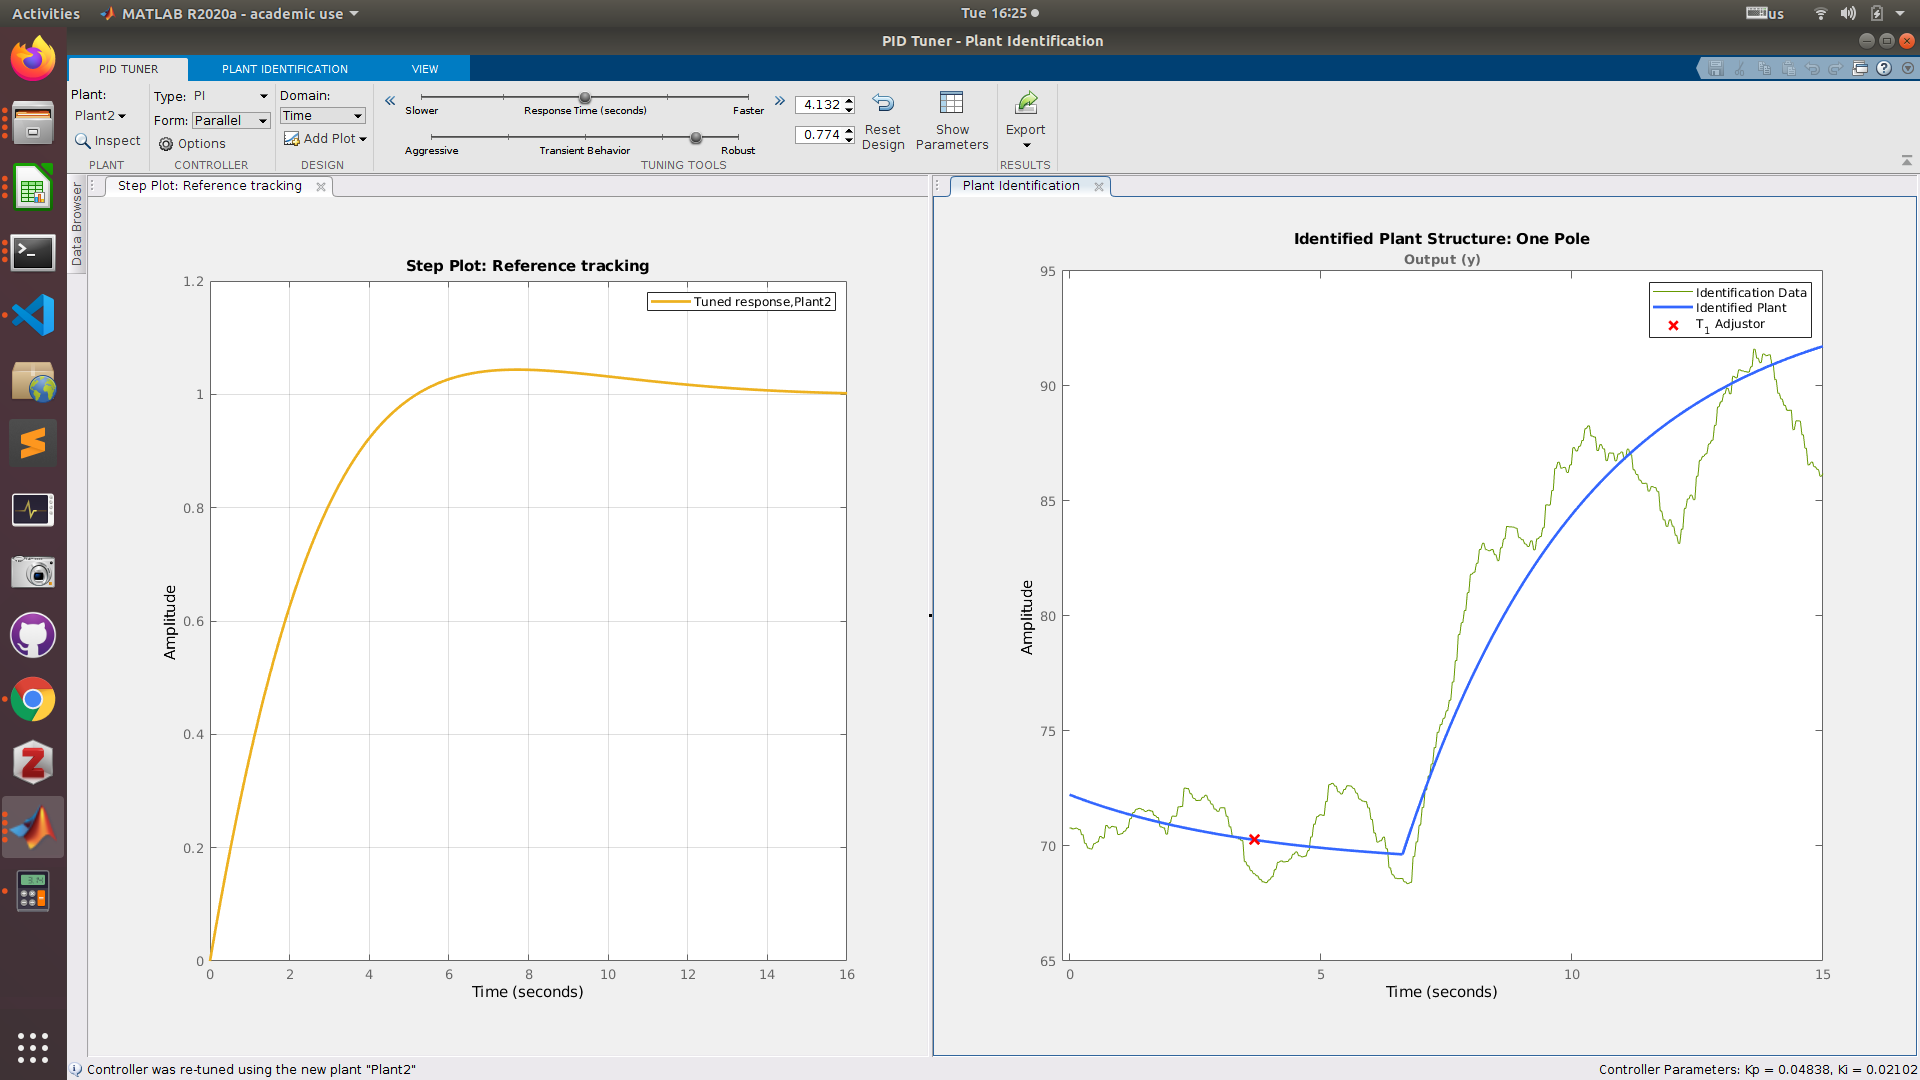 Activities
MATLAB R2020a - academic use
Tue 16:25
us
PID Tuner - Plant Identification
PID TUNER
PLANT IDENTIFICATION
VIEW
Plant:
Plant2
Inspect
PLANT
Type: PI
Form: Parallel
Options
CONTROLLER
Domain:
Time
Add Plot
DESIGN
Slower
Response Time (seconds)
Faster
4.132
Aggressive
Transient Behavior
Robust
0.774
Reset Design
Show Parameters
TUNING TOOLS
Export
RESULTS
Data Browser
Step Plot: Reference tracking
Step Plot: Reference tracking
Tuned response,Plant2
Amplitude
1.2
1
0.8
0.6
0.4
0.2
0
0 2 4 6 8 10 12 14 16
Time (seconds)
Plant Identification
Identified Plant Structure: One Pole
Output (y)
Identification Data
Identified Plant
T1 Adjustor
Amplitude
95
90
85
80
75
70
65
0 5 10 15
Time (seconds)
Controller was re-tuned using the new plant "Plant2"
Controller Parameters: Kp = 0.04838, Ki = 0.02102